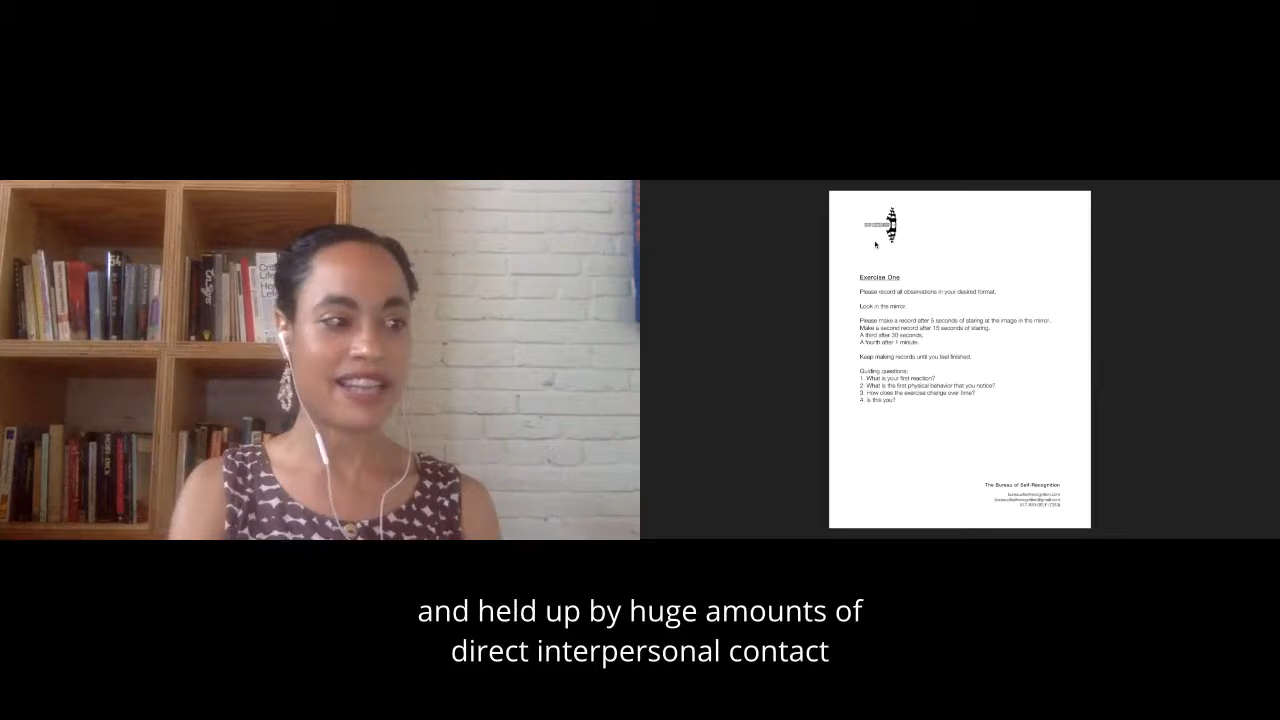 Exercise One
Please record all observations in your desired format.
Look in the mirror.
Please make a record after 5 seconds of staring at the image in the mirror.
Make a second record after 15 seconds of staring.
A third after 30 seconds.
A fourth after 1 minute.
Keep making records until you feel finished.
Guiding questions:
1. What is your first reaction?
2. What is the first physical behavior that you notice?
3. How does the exercise change over time?
4. Is this you?
The Bureau of Self-Recognition
bureauofselfrecognition.com
bureauofselfrecognition@gmail.com
and held up by huge amounts of
direct interpersonal contact